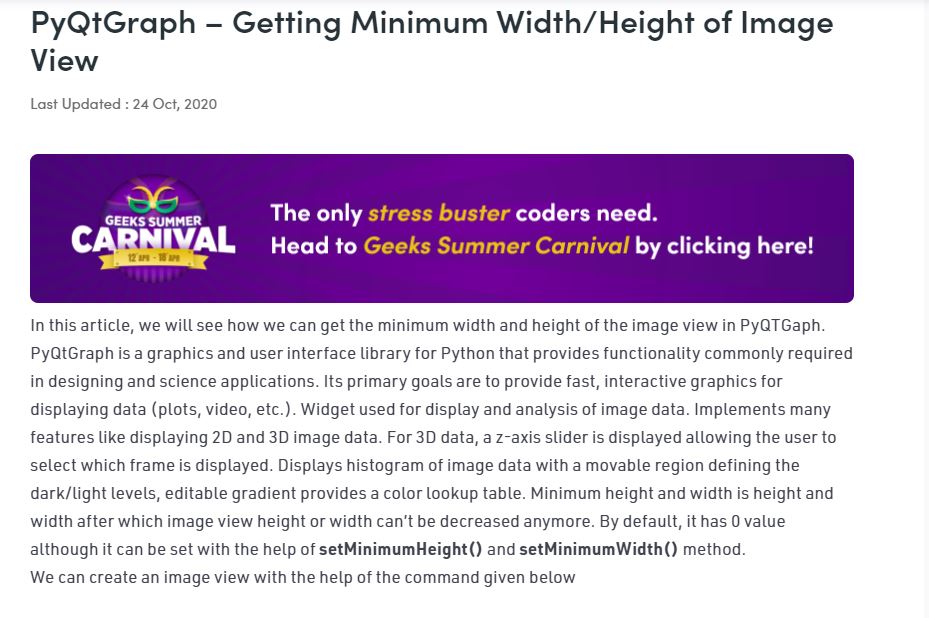 PyQtGraph – Getting Minimum Width/Height of Image
View
Last Updated : 24 Oct, 2020
GEEKS SUMMER
CARNIVAL
12 APR - 18 APR
The only stress buster coders need.
Head to Geeks Summer Carnival by clicking here!
In this article, we will see how we can get the minimum width and height of the image view in PyQTGaph.
PyQtGraph is a graphics and user interface library for Python that provides functionality commonly required
in designing and science applications. Its primary goals are to provide fast, interactive graphics for
displaying data (plots, video, etc.). Widget used for display and analysis of image data. Implements many
features like displaying 2D and 3D image data. For 3D data, a z-axis slider is displayed allowing the user to
select which frame is displayed. Displays histogram of image data with a movable region defining the
dark/light levels, editable gradient provides a color lookup table. Minimum height and width is height and
width after which image view height or width can’t be decreased anymore. By default, it has 0 value
although it can be set with the help of setMinimumHeight() and setMinimumWidth() method.
We can create an image view with the help of the command given below